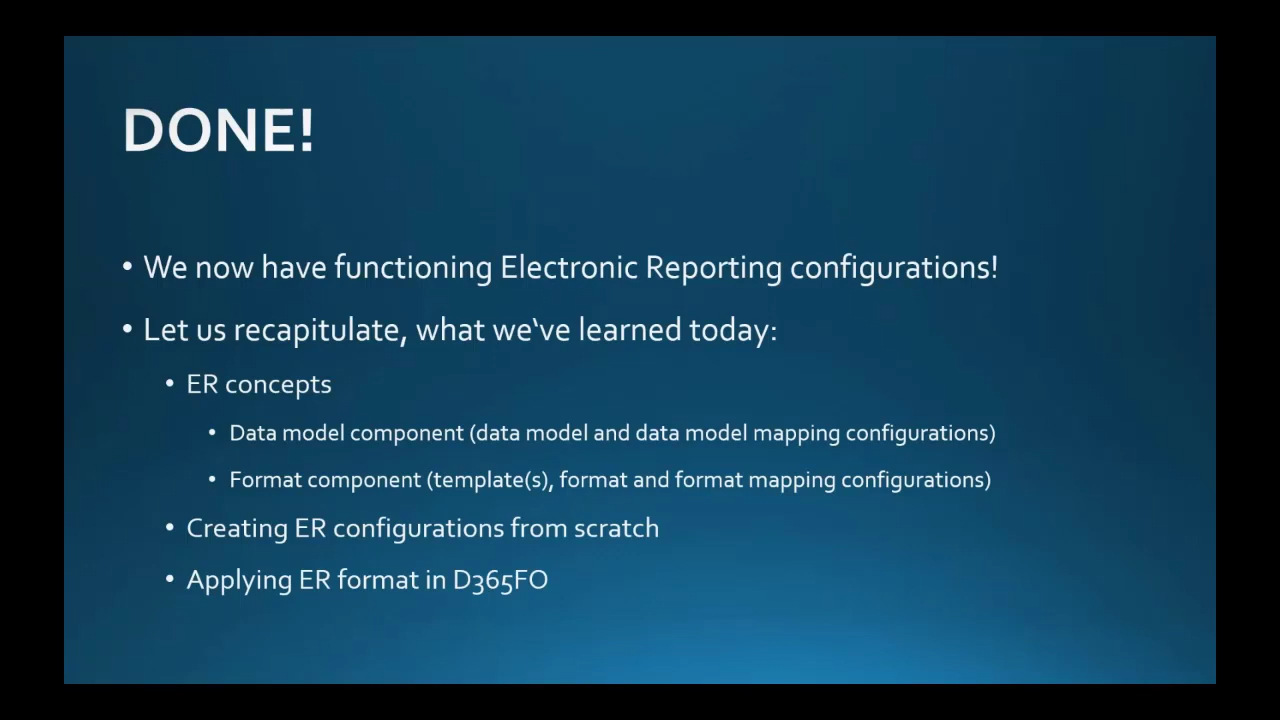 DONE!
• We now have functioning Electronic Reporting configurations!
• Let us recapitulate, what we‘ve learned today:
• ER concepts
• Data model component (data model and data model mapping configurations)
• Format component (template(s), format and format mapping configurations)
• Creating ER configurations from scratch
• Applying ER format in D365FO